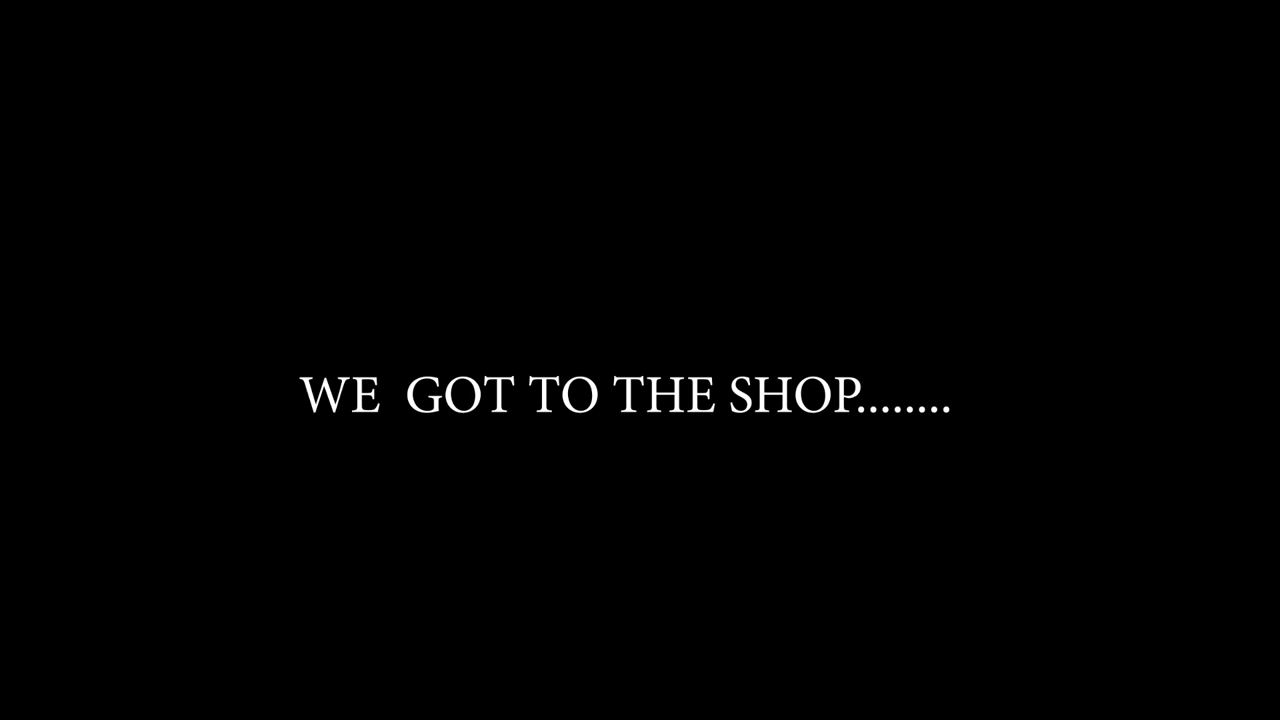 WE  GOT TO THE SHOP........